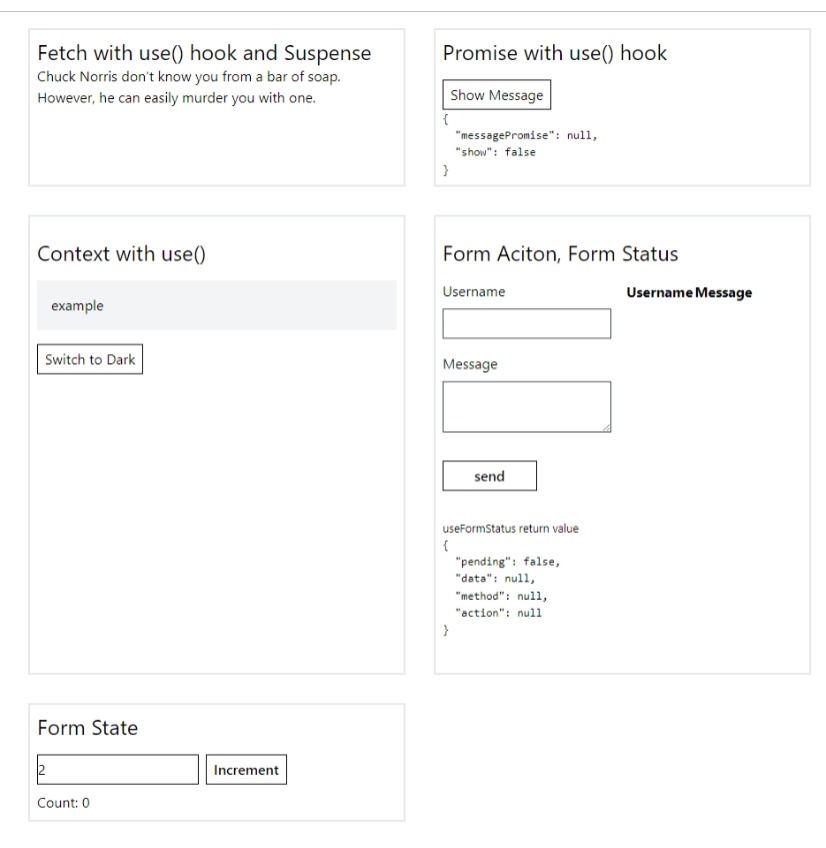 Fetch with use() hook and Suspense
Chuck Norris don't know you from a bar of soap.
However, he can easily murder you with one.
Promise with use() hook
Show Message
{
  "messagePromise": null,
  "show": false
}
Context with use()
example
Switch to Dark
Form Aciton, Form Status
Username
Message
send
Username Message
useFormStatus return value
{
  "pending": false,
  "data": null,
  "method": null,
  "action": null
}
Form State
2 Increment
Count: 0